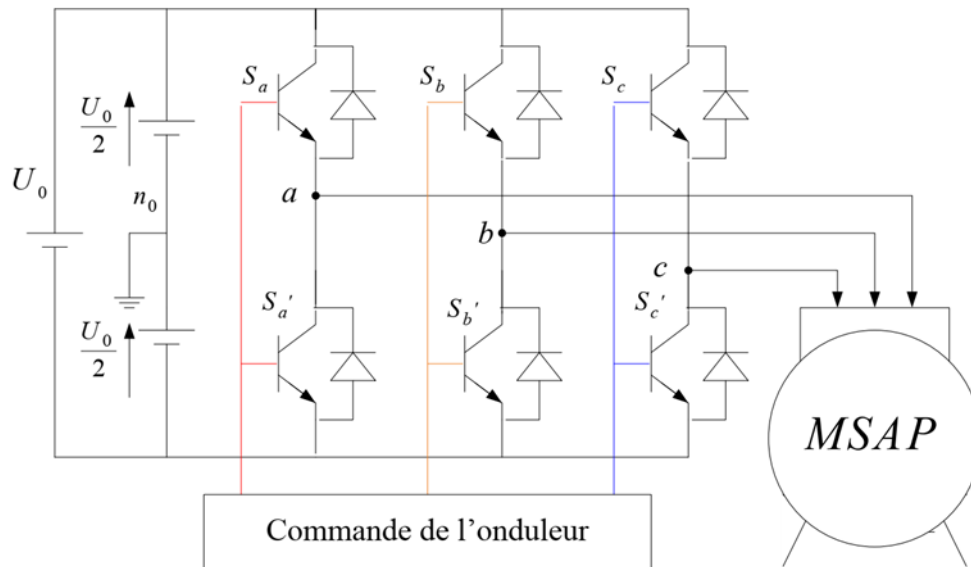 S_a
S_b
S_c
U_0/2
U_0
n_0
a
b
c
S_a'
S_b'
S_c'
U_0/2
MSAP
Commande de l'onduleur